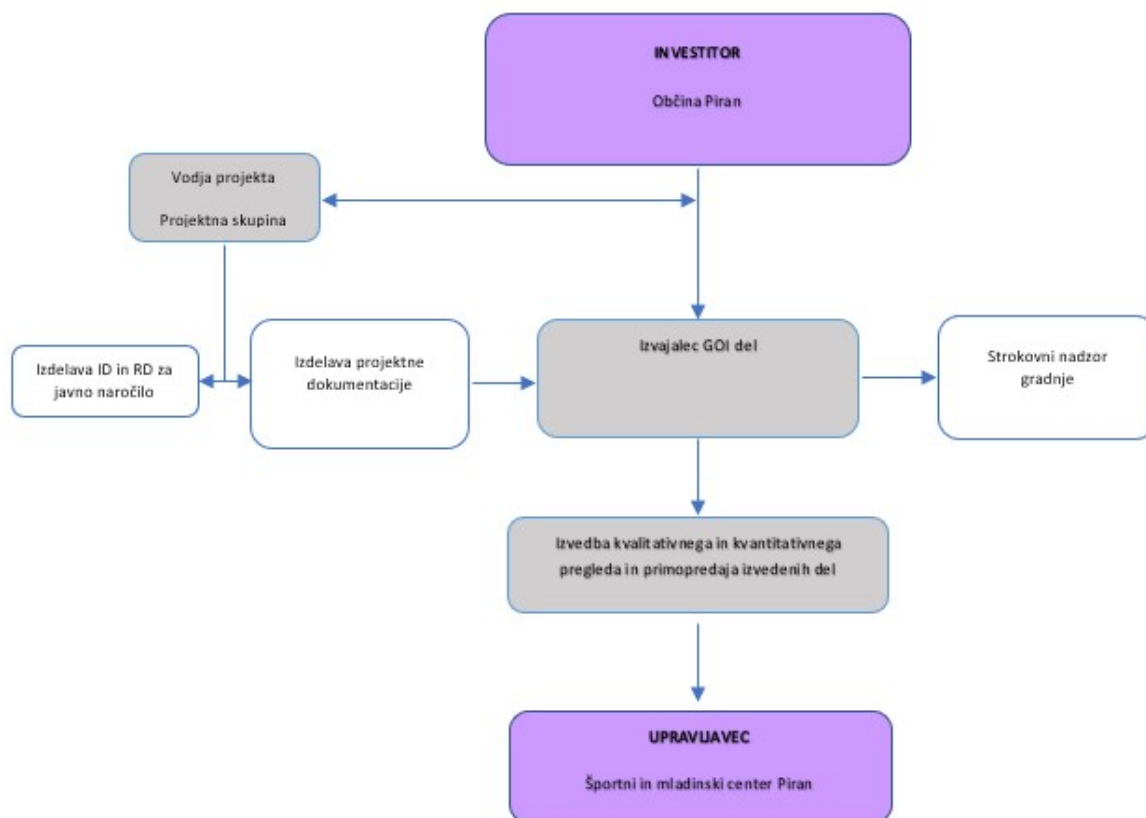 INVESTITOR
Občina Piran
Vodja projekta
Projektna skupina
Izdelava ID in RD za
javno naročilo
Izdelava projektne
dokumentacije
Izvajalec GOI del
Strokovni nadzor
gradnje
Izvedba kvalitativnega in kvantitativnega
pregleda in primopredaja izvedenih del
UPRAVLJAVEC
Športni in mladinski center Piran